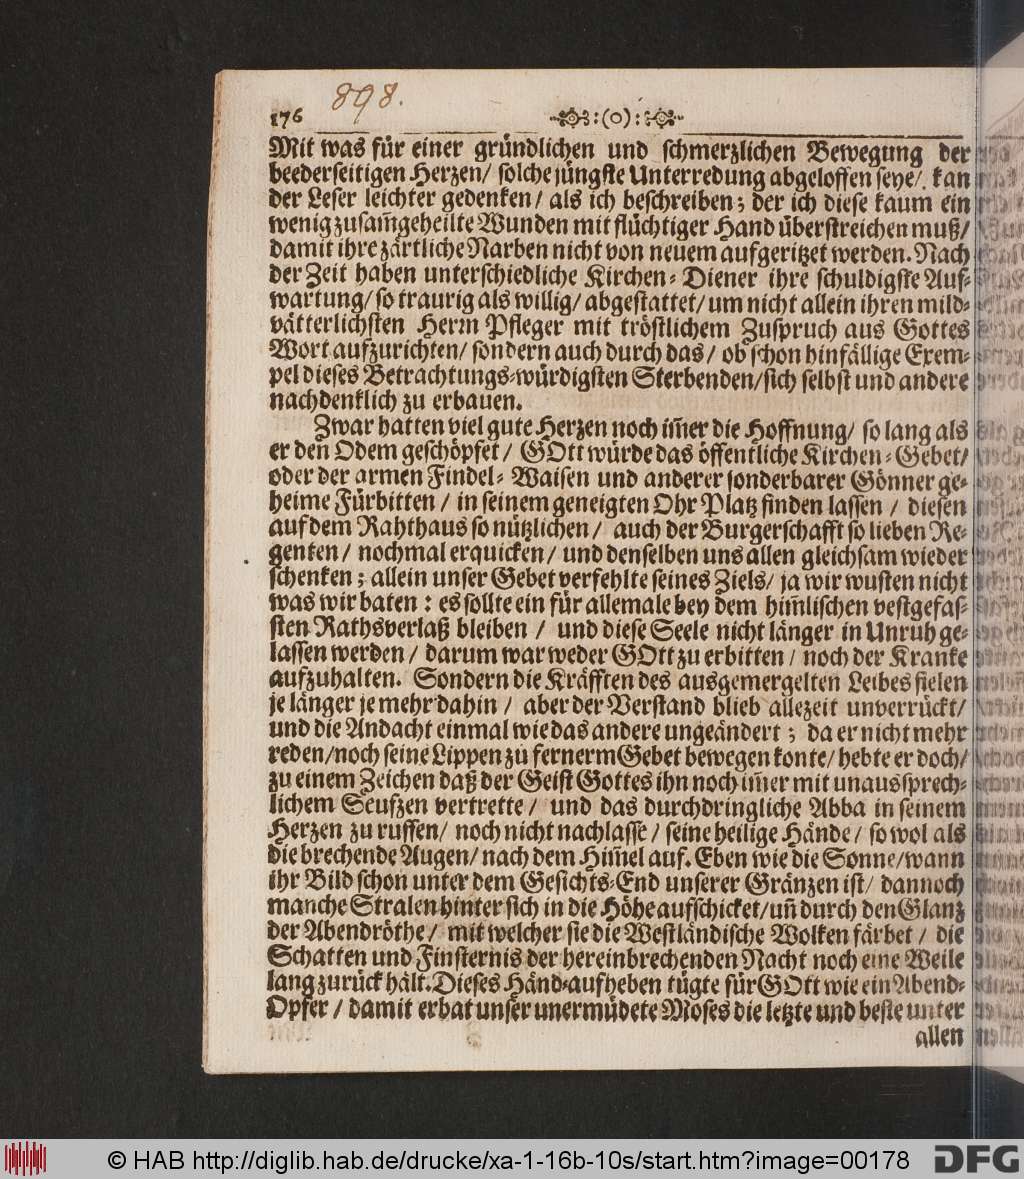 898.
176 :(o):
Mit was für einer gründlichen und schmerzlichen Bewegung der
beederseitigen Herzen/ solche jüngste Unterredung abgeloffen seye/ kan
der Leser leichter gedenken/ als ich beschreiben; der ich diese kaum ein
wenig zusam̃geheilte Wunden mit flüchtiger Hand überstreichen muß/
damit ihre zärtliche Narben nicht von neuem aufgeritzet werden. Nach
der Zeit haben unterschiedliche Kirchen-Diener ihre schuldigste Auf-
wartung/ so traurig als willig/ abgestattet/ um nicht allein ihren mild-
vätterlichsten Herrn Pfleger mit tröstlichem Zuspruch aus Gottes
Wort aufzurichten/ sondern auch durch das/ ob schon hinfällige Exem-
pel dieses Betrachtungs-würdigsten Sterbenden/ sich selbst und andere
nachdenklich zu erbauen.
Zwar hatten viel gute Herzen noch im̃er die Hoffnung/ so lang als
er den Odem geschöpfet/ GOtt würde das öffentliche Kirchen-Gebet/
oder der armen Findel-Waisen und anderer sonderbarer Gönner ge-
heime Fürbitten/ in seinem geneigten Ohr Platz finden lassen/ diesen
auf dem Rahthaus so nützlichen/ auch der Burgerschafft so lieben Re-
genten/ nochmal erquicken/ und denselben uns allen gleichsam wieder
schenken; allein unser Gebet verfehlte seines Ziels/ ja wir wusten nicht
was wir baten: es sollte ein für allemale bey dem him̃lischen vestgefas-
sten Rathsverlaß bleiben/ und diese Seele nicht länger in Unruh ge-
lassen werden/ darum war weder GOtt zu erbitten/ noch der Kranke
aufzuhalten. Sondern die Kräfften des ausgemergelten Leibes fielen
je länger je mehr dahin/ aber der Verstand blieb allezeit unverrückt/
und die Andacht einmal wie das andere ungeändert; da er nicht mehr
reden/ noch seine Lippen zu fernerm Gebet bewegen konte/ hebte er doch/
zu einem Zeichen daß der Geist Gottes ihn noch im̃er mit unaussprech-
lichem Seufzen vertrette/ und das durchdringliche Abba in seinem
Herzen zu ruffen/ noch nicht nachlasse/ seine heilige Hände/ so wol als
die brechende Augen/ nach dem Him̃el auf. Eben wie die Sonne/ wann
ihr Bild schon unter dem Gesichts-End unserer Gränzen ist/ dannoch
manche Stralen hinter sich in die Höhe aufschicket/ uñ durch den Glanz
der Abendröthe/ mit welcher sie die Westländische Wolken färbet/ die
Schatten und Finsternis der hereinbrechenden Nacht noch eine Weile
lang zurück hält. Dieses Händ-aufheben tügte für GOtt wie ein Abend-
Opfer/ damit erbat unser unermüdete Moses die letzte und beste unter
allen
© HAB http://diglib.hab.de/drucke/xa-1-16b-10s/start.htm?image=00178
DFG